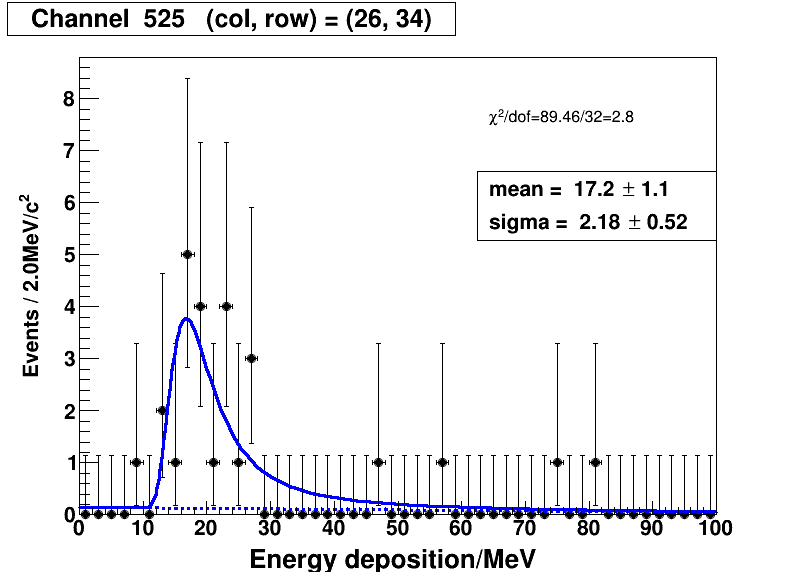 Channel  525   (col, row) = (26, 34)
χ²/dof=89.46/32=2.8
mean =  17.2 ± 1.1
sigma =  2.18 ± 0.52
Events / 2.0MeV/c²
8
7
6
5
4
3
2
1
0
0 10 20 30 40 50 60 70 80 90 100
Energy deposition/MeV